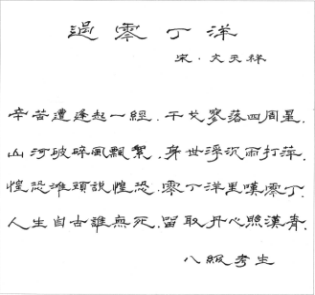 過零丁洋
宋·文天祥
辛苦遭逢起一經．干戈寥落四周星．
山河破碎風飄絮．身世浮沉雨打萍．
惶恐灘頭說惶恐．零丁洋里嘆零丁．
人生自古誰無死．留取丹心照漢青．
八級考生